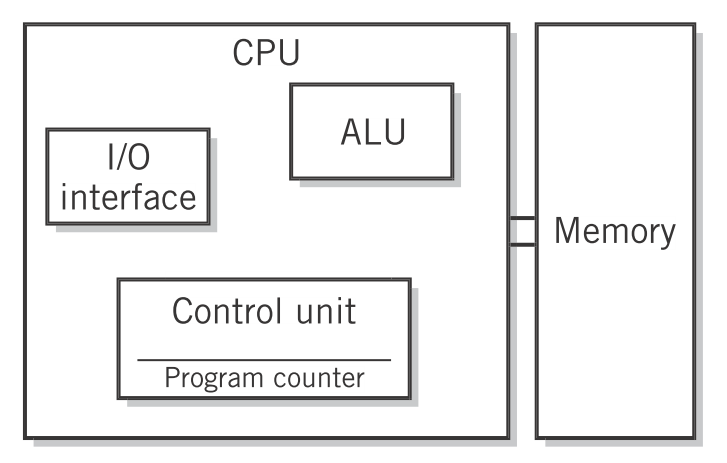 CPU
ALU
I/O
interface
Memory
Control unit
Program counter